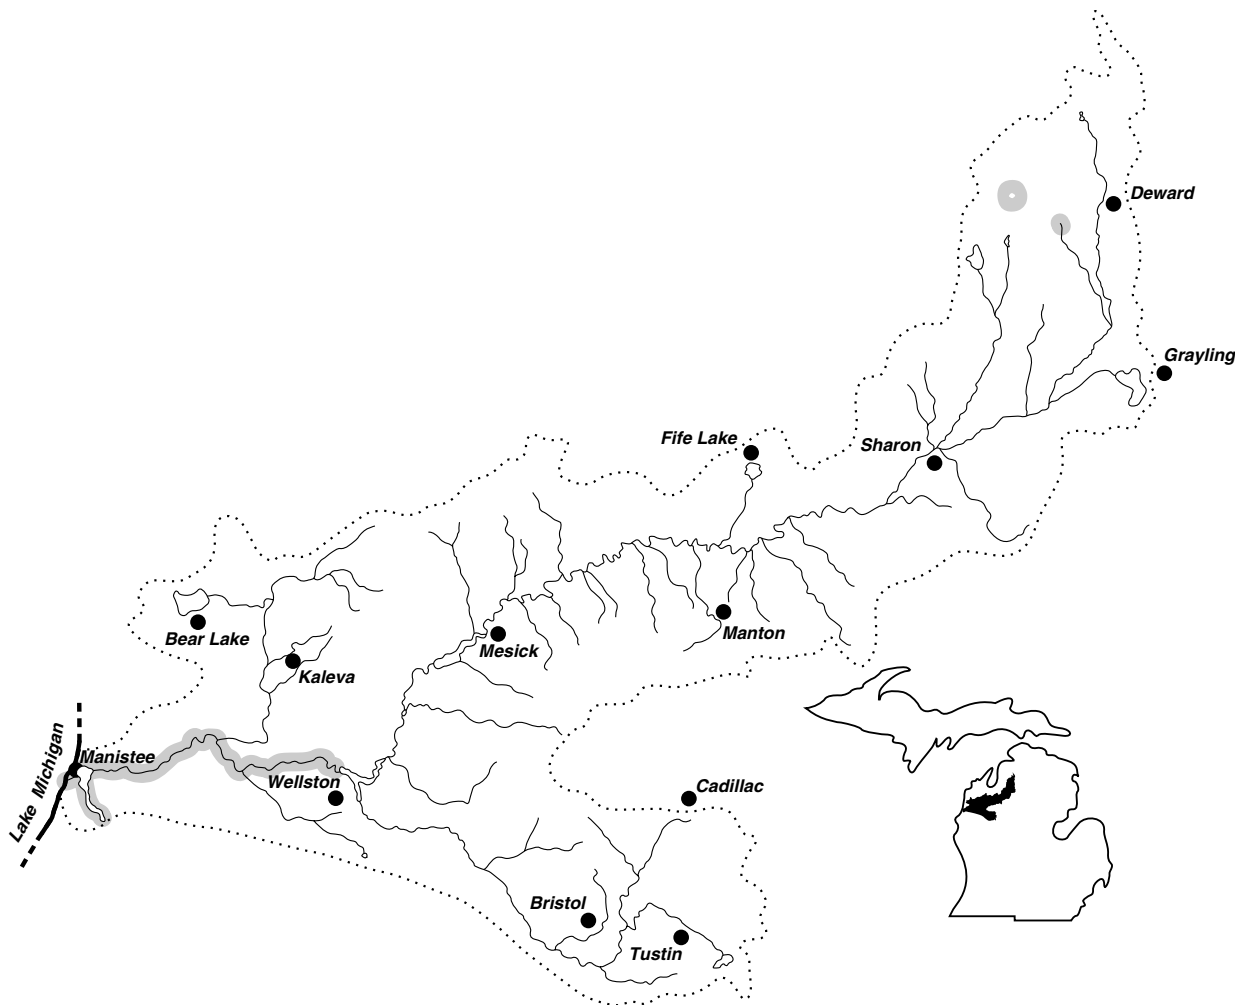 Deward
Grayling
Fife Lake
Sharon
Bear Lake
Manton
Mesick
Kaleva
Lake Michigan
Manistee
Wellston
Cadillac
Bristol
Tustin